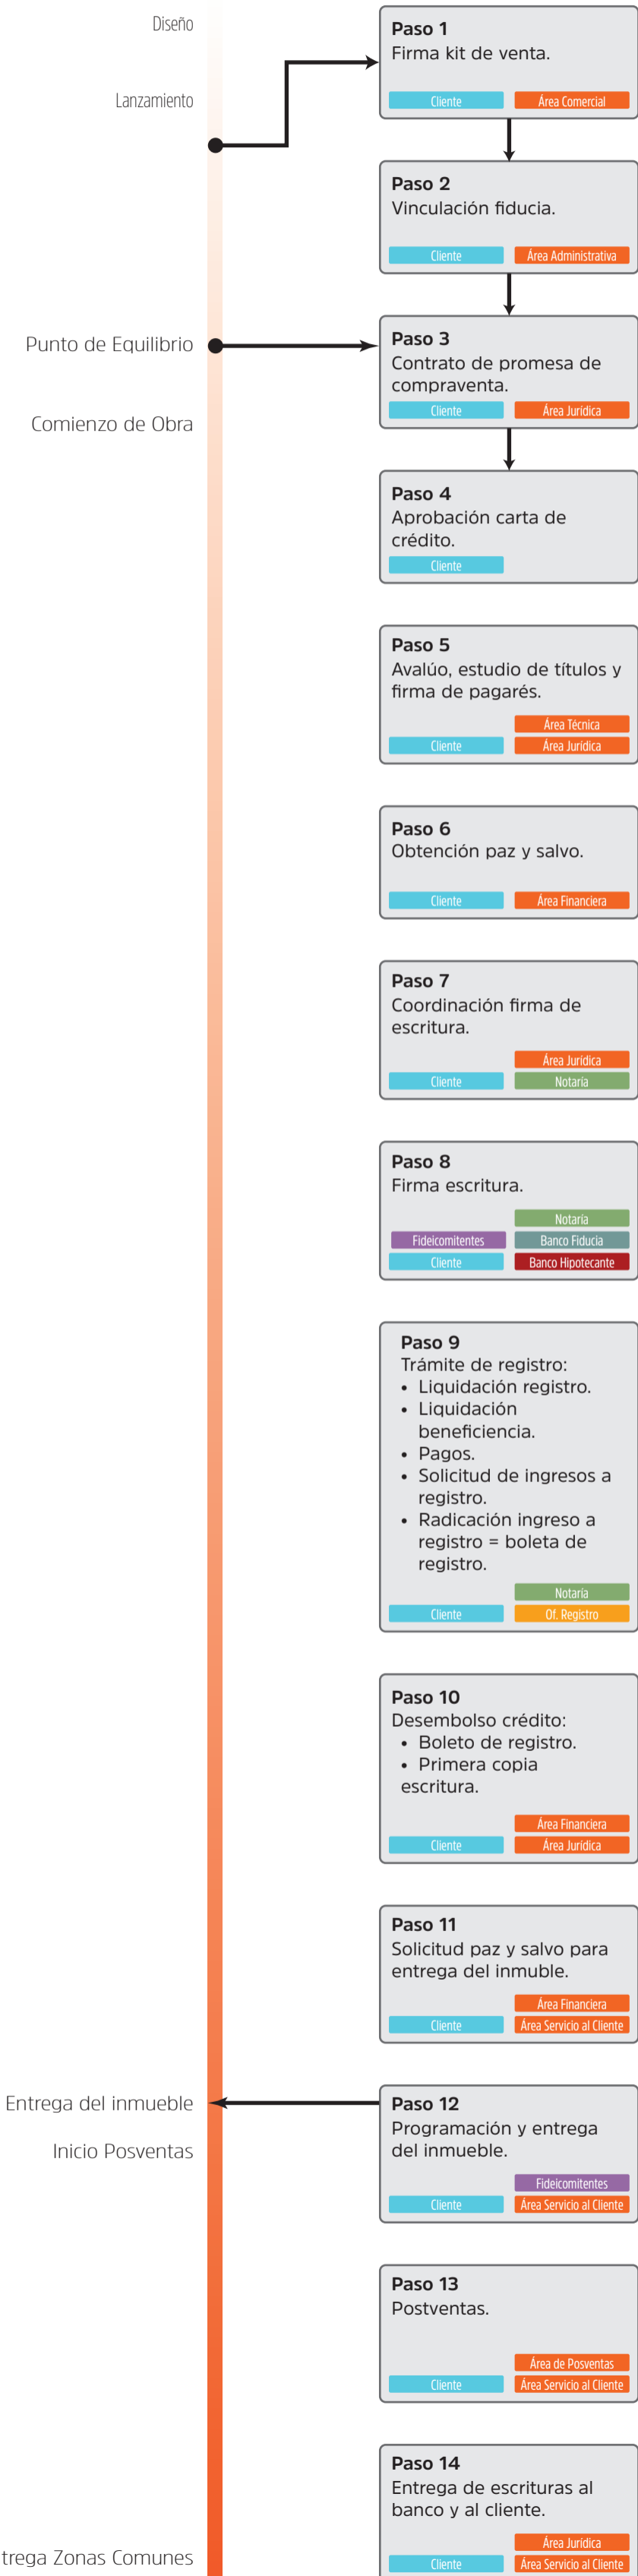 Diseño
Lanzamiento
Paso 1
Firma kit de venta.
Cliente
Área Comercial
Paso 2
Vinculación fiducia.
Cliente
Área Administrativa
Punto de Equilibrio
Comienzo de Obra
Paso 3
Contrato de promesa de
compraventa.
Cliente
Área Jurídica
Paso 4
Aprobación carta de
crédito.
Cliente
Paso 5
Avalúo, estudio de títulos y
firma de pagarés.
Área Técnica
Cliente
Área Jurídica
Paso 6
Obtención paz y salvo.
Cliente
Área Financiera
Paso 7
Coordinación firma de
escritura.
Área Jurídica
Cliente
Notaría
Paso 8
Firma escritura.
Notaría
Fideicomitentes
Banco Fiducia
Cliente
Banco Hipotecante
Paso 9
Trámite de registro:
• Liquidación registro.
• Liquidación
beneficiencia.
• Pagos.
• Solicitud de ingresos a
registro.
• Radicación ingreso a
registro = boleta de
registro.
Notaría
Cliente
Of. Registro
Paso 10
Desembolso crédito:
• Boleto de registro.
• Primera copia
escritura.
Área Financiera
Cliente
Área Jurídica
Paso 11
Solicitud paz y salvo para
entrega del inmuble.
Área Financiera
Cliente
Área Servicio al Cliente
Entrega del inmueble
Inicio Posventas
Paso 12
Programación y entrega
del inmueble.
Fideicomitentes
Cliente
Área Servicio al Cliente
Paso 13
Postventas.
Área de Posventas
Cliente
Área Servicio al Cliente
Paso 14
Entrega de escrituras al
banco y al cliente.
Área Jurídica
Cliente
Área Servicio al Cliente
trega Zonas Comunes